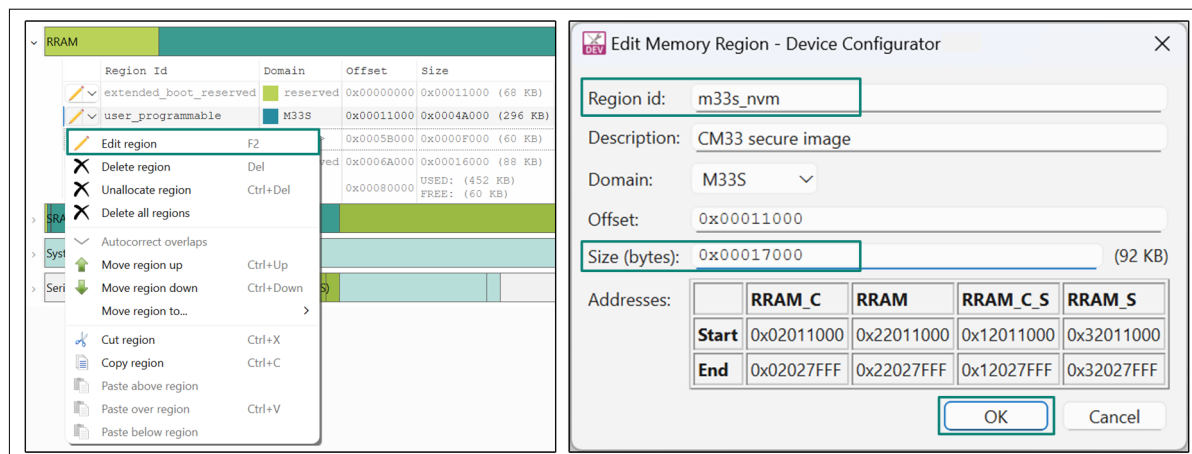 RRAM
Region Id Domain Offset Size
extended_boot_reserved reserved 0x00000000 0x00011000 (68 KB)
user_programmable M33S 0x00011000 0x0004A000 (296 KB)
0x0005B000 0x0000F000 (60 KB)
ved 0x0006A000 0x00016000 (88 KB)
0x00080000 USED: (452 KB)
FREE: (60 KB)
Edit region F2
Delete region Del
Unallocate region Ctrl+Del
Delete all regions
Autocorrect overlaps
Move region up Ctrl+Up
Move region down Ctrl+Down
Move region to...
Cut region Ctrl+X
Copy region Ctrl+C
Paste above region
Paste over region Ctrl+V
Paste below region
SRA
Syst
Seri S)
DEV
Edit Memory Region - Device Configurator
Region id: m33s_nvm
Description: CM33 secure image
Domain: M33S
Offset: 0x00011000
Size (bytes): 0x00017000 (92 KB)
Addresses: RRAM_C RRAM RRAM_C_S RRAM_S
Start 0x02011000 0x22011000 0x12011000 0x32011000
End 0x02027FFF 0x22027FFF 0x12027FFF 0x32027FFF
OK Cancel